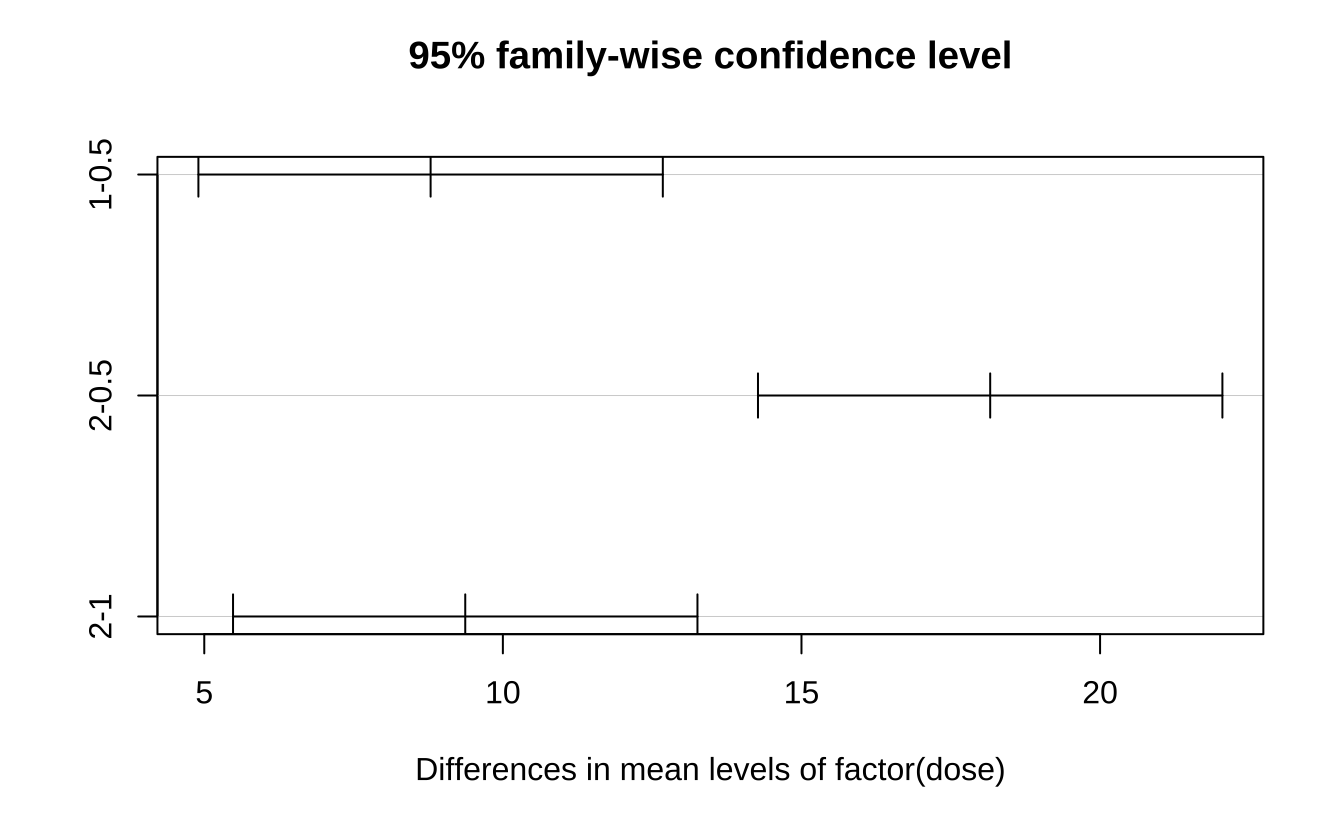 95% family-wise confidence level
1-0.5
2-0.5
2-1
5 10 15 20
Differences in mean levels of factor(dose)